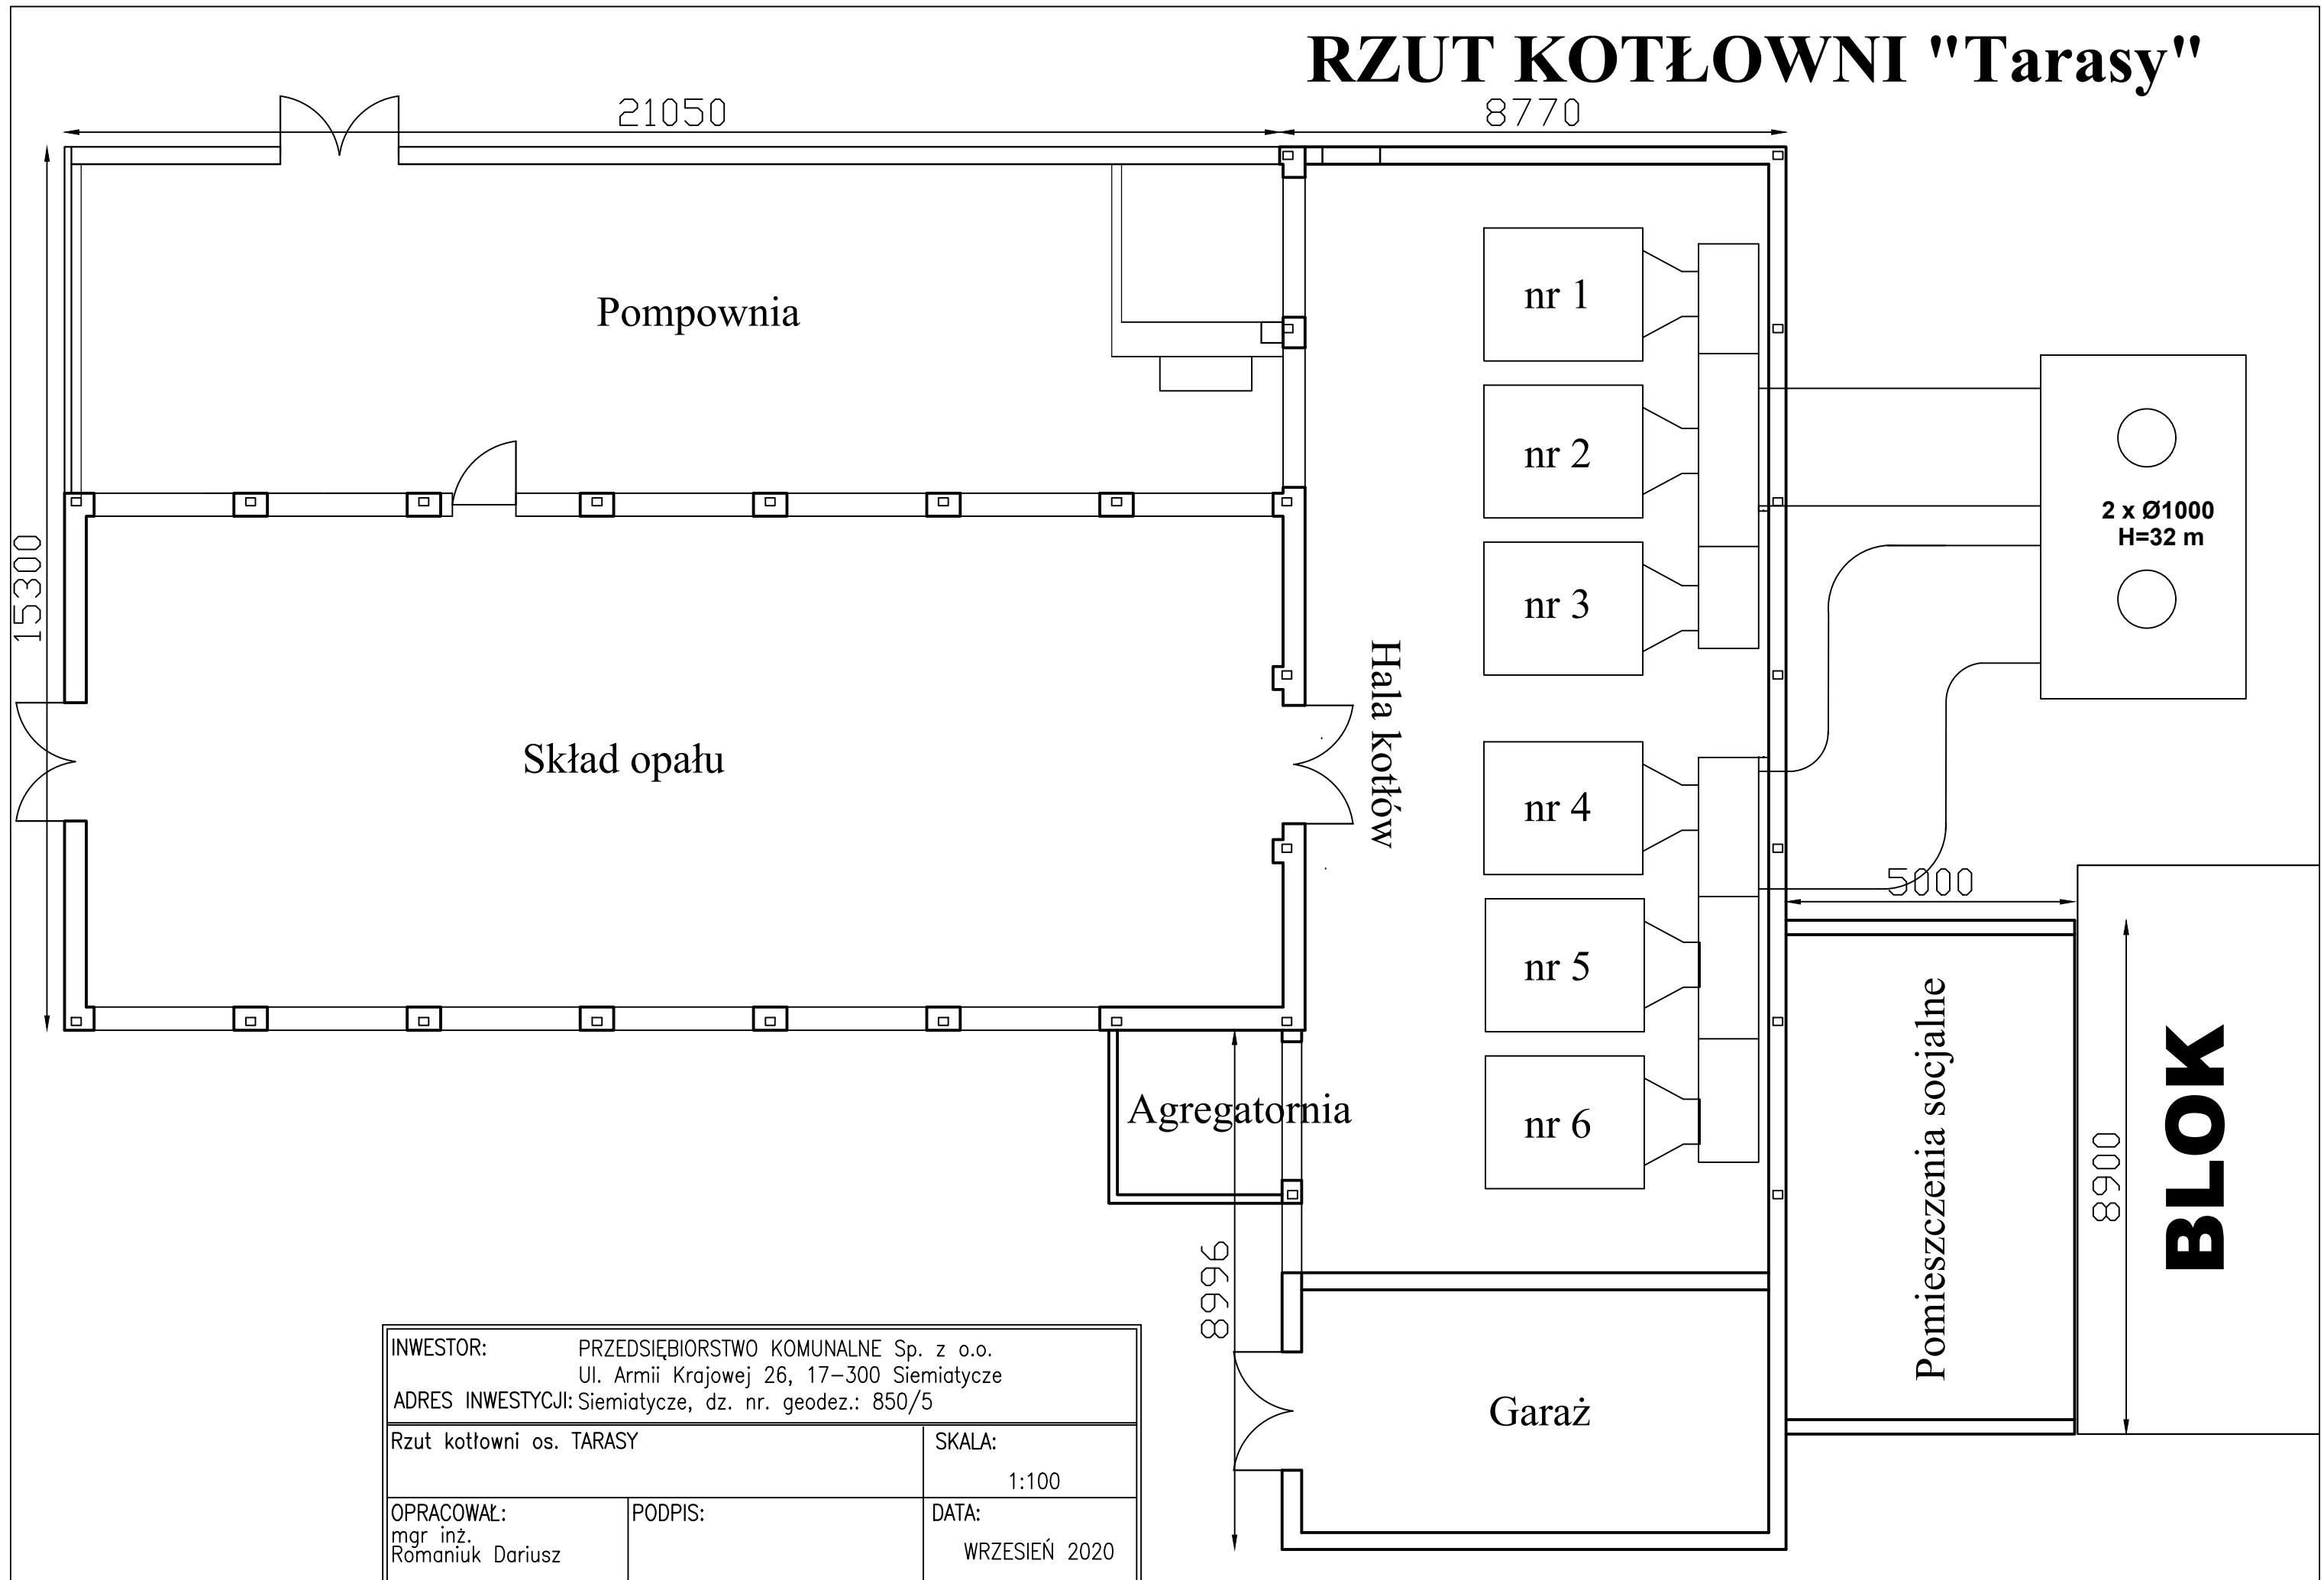 RZUT KOTŁOWNI "Tarasy"
21050
8770
Pompownia
nr 1
nr 2
2 x Ø1000
H=32 m
15300
nr 3
Hala kotłów
Skład opału
nr 4
5000
nr 5
Agregatornia
nr 6
Pomieszczenia socjalne
8900
BLOK
8996
Garaż
INWESTOR: PRZEDSIĘBIORSTWO KOMUNALNE Sp. z o.o.
Ul. Armii Krajowej 26, 17-300 Siemiatycze
ADRES INWESTYCJI: Siemiatycze, dz. nr. geodez.: 850/5
Rzut kotłowni os. TARASY
SKALA:
1:100
OPRACOWAŁ:
mgr inż.
Romaniuk Dariusz
PODPIS:
DATA:
WRZESIEŃ 2020